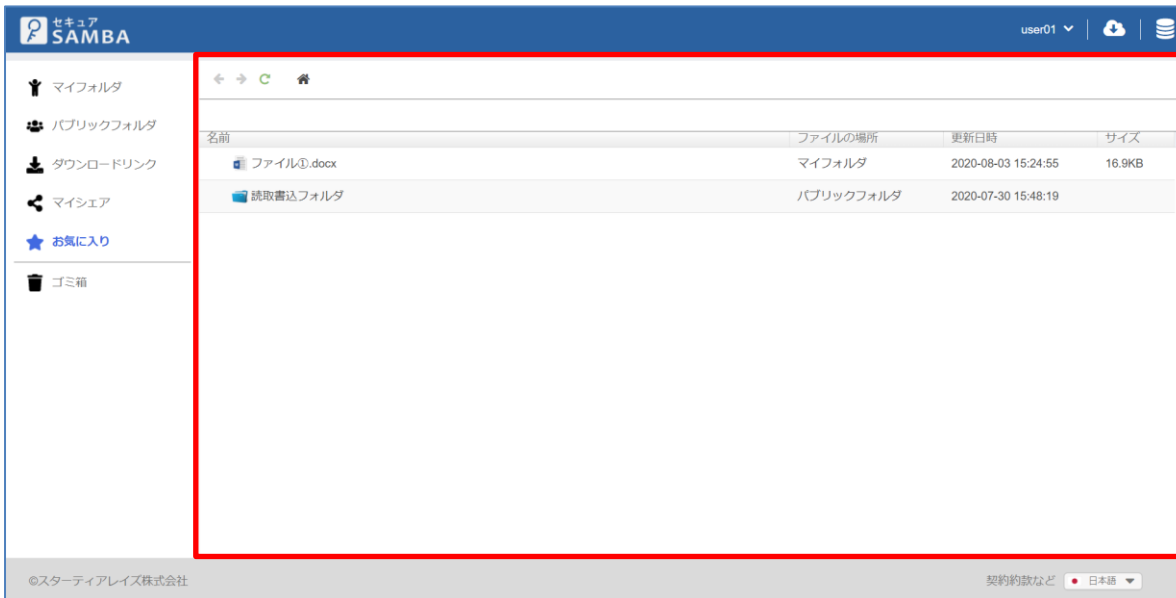 セキュア
SAMBA
user01
マイフォルダ
パブリックフォルダ
ダウンロードリンク
マイシェア
お気に入り
ゴミ箱
名前 ファイルの場所 更新日時 サイズ
ファイル①.docx マイフォルダ 2020-08-03 15:24:55 16.9KB
読取書込フォルダ パブリックフォルダ 2020-07-30 15:48:19
©スターティアレイズ株式会社 契約約款など 日本語